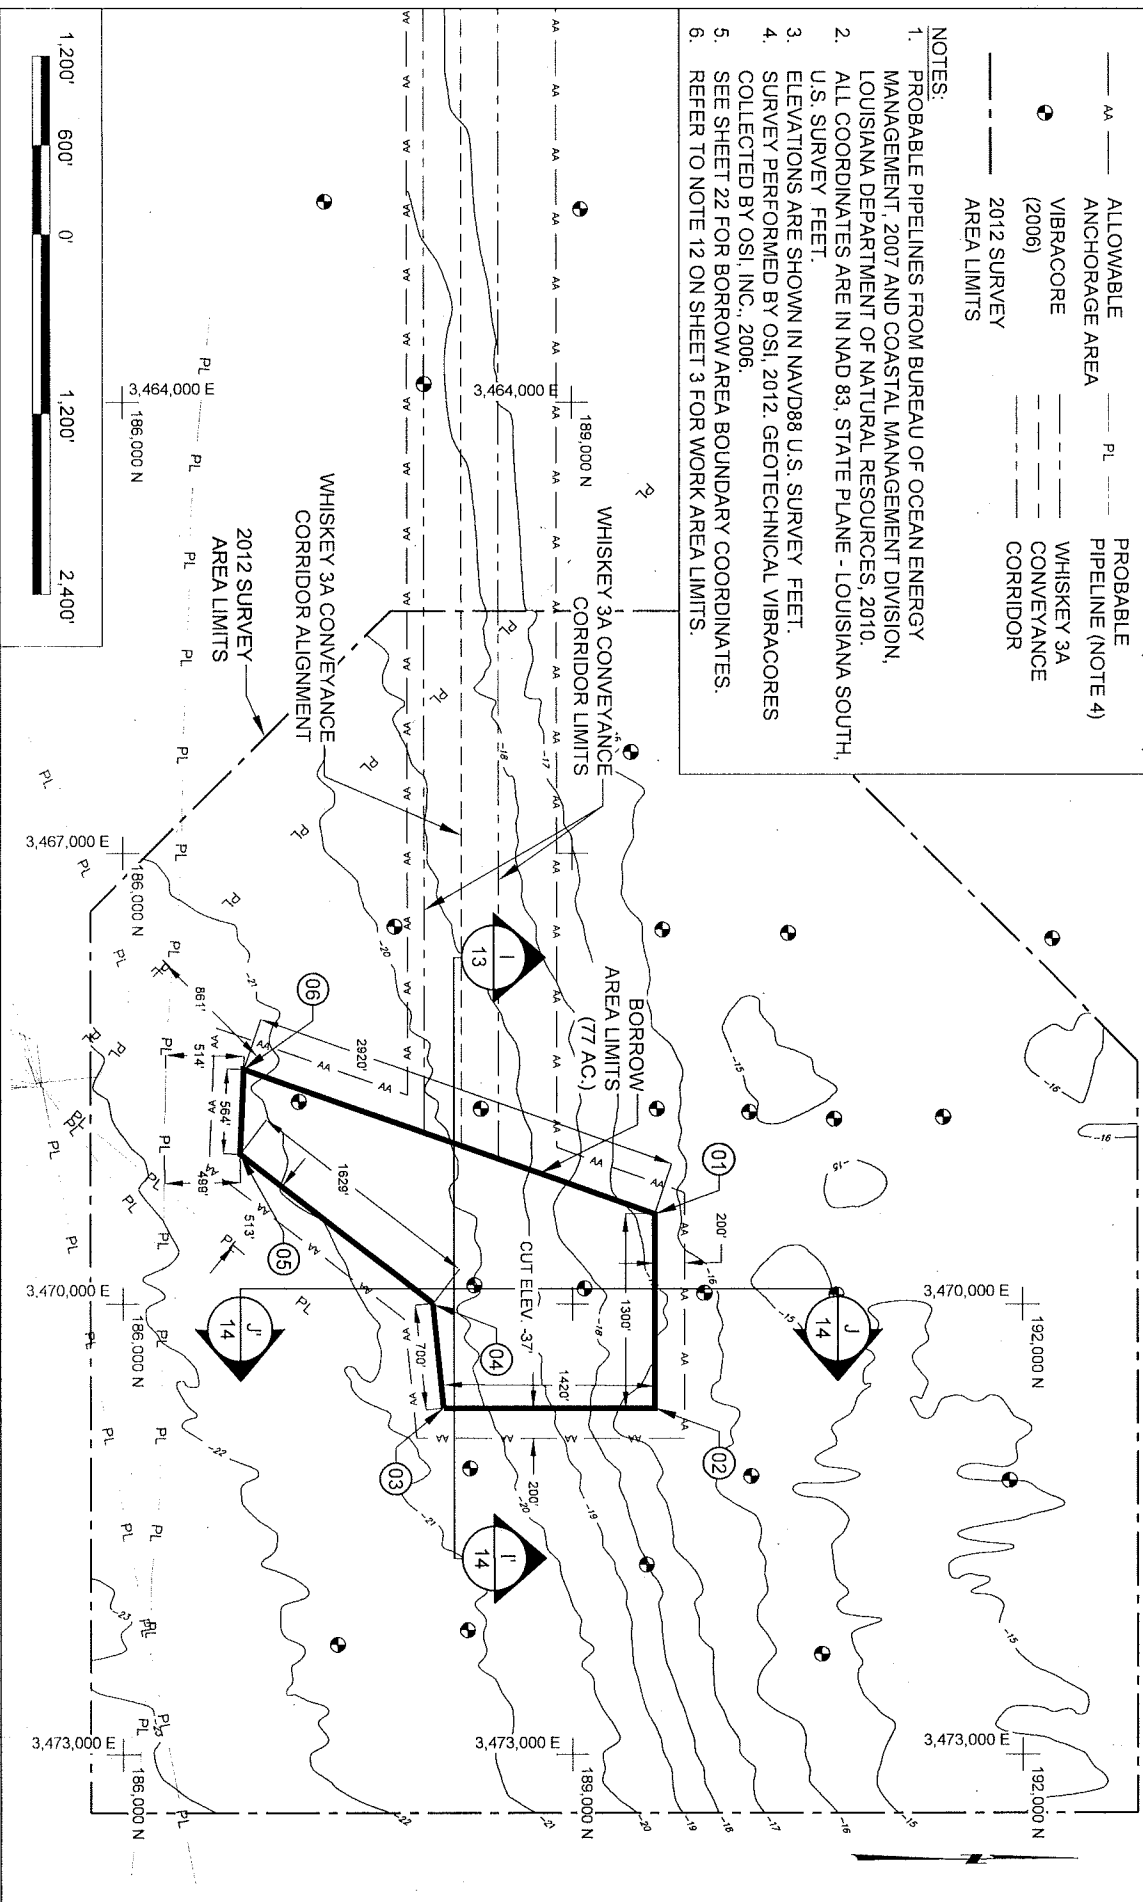 AA ALLOWABLE
ANCHORAGE AREA
VIBRACORE
(2006)
2012 SURVEY
AREA LIMITS
PL PROBABLE
PIPELINE (NOTE 4)
WHISKEY 3A
CONVEYANCE
CORRIDOR
NOTES:
1. PROBABLE PIPELINES FROM BUREAU OF OCEAN ENERGY
MANAGEMENT, 2007 AND COASTAL MANAGEMENT DIVISION,
LOUISIANA DEPARTMENT OF NATURAL RESOURCES, 2010.
2. ALL COORDINATES ARE IN NAD 83, STATE PLANE - LOUISIANA SOUTH,
U.S. SURVEY FEET.
3. ELEVATIONS ARE SHOWN IN NAVD88 U.S. SURVEY FEET.
4. SURVEY PERFORMED BY OSI, 2012. GEOTECHNICAL VIBRACORES
COLLECTED BY OSI, INC., 2006.
5. SEE SHEET 22 FOR BORROW AREA BOUNDARY COORDINATES.
6. REFER TO NOTE 12 ON SHEET 3 FOR WORK AREA LIMITS.
1,200' 600' 0' 1,200' 2,400'
3,464,000 E
186,000 N
3,464,000 E
189,000 N
3,467,000 E
186,000 N
3,470,000 E
186,000 N
3,470,000 E
192,000 N
3,473,000 E
186,000 N
3,473,000 E
189,000 N
3,473,000 E
192,000 N
WHISKEY 3A CONVEYANCE
CORRIDOR LIMITS
WHISKEY 3A CONVEYANCE
CORRIDOR ALIGNMENT
2012 SURVEY
AREA LIMITS
BORROW
AREA LIMITS
(77 AC.)
CUT ELEV. -37'
I
13
I'
14
J
14
J'
14
01
02
03
04
05
06
2920'
1629'
1300'
1420'
700'
564'
514'
861'
499'
513'
200'
200'
-15
-16
-17
-18
-19
-20
-21
-22
-23
N